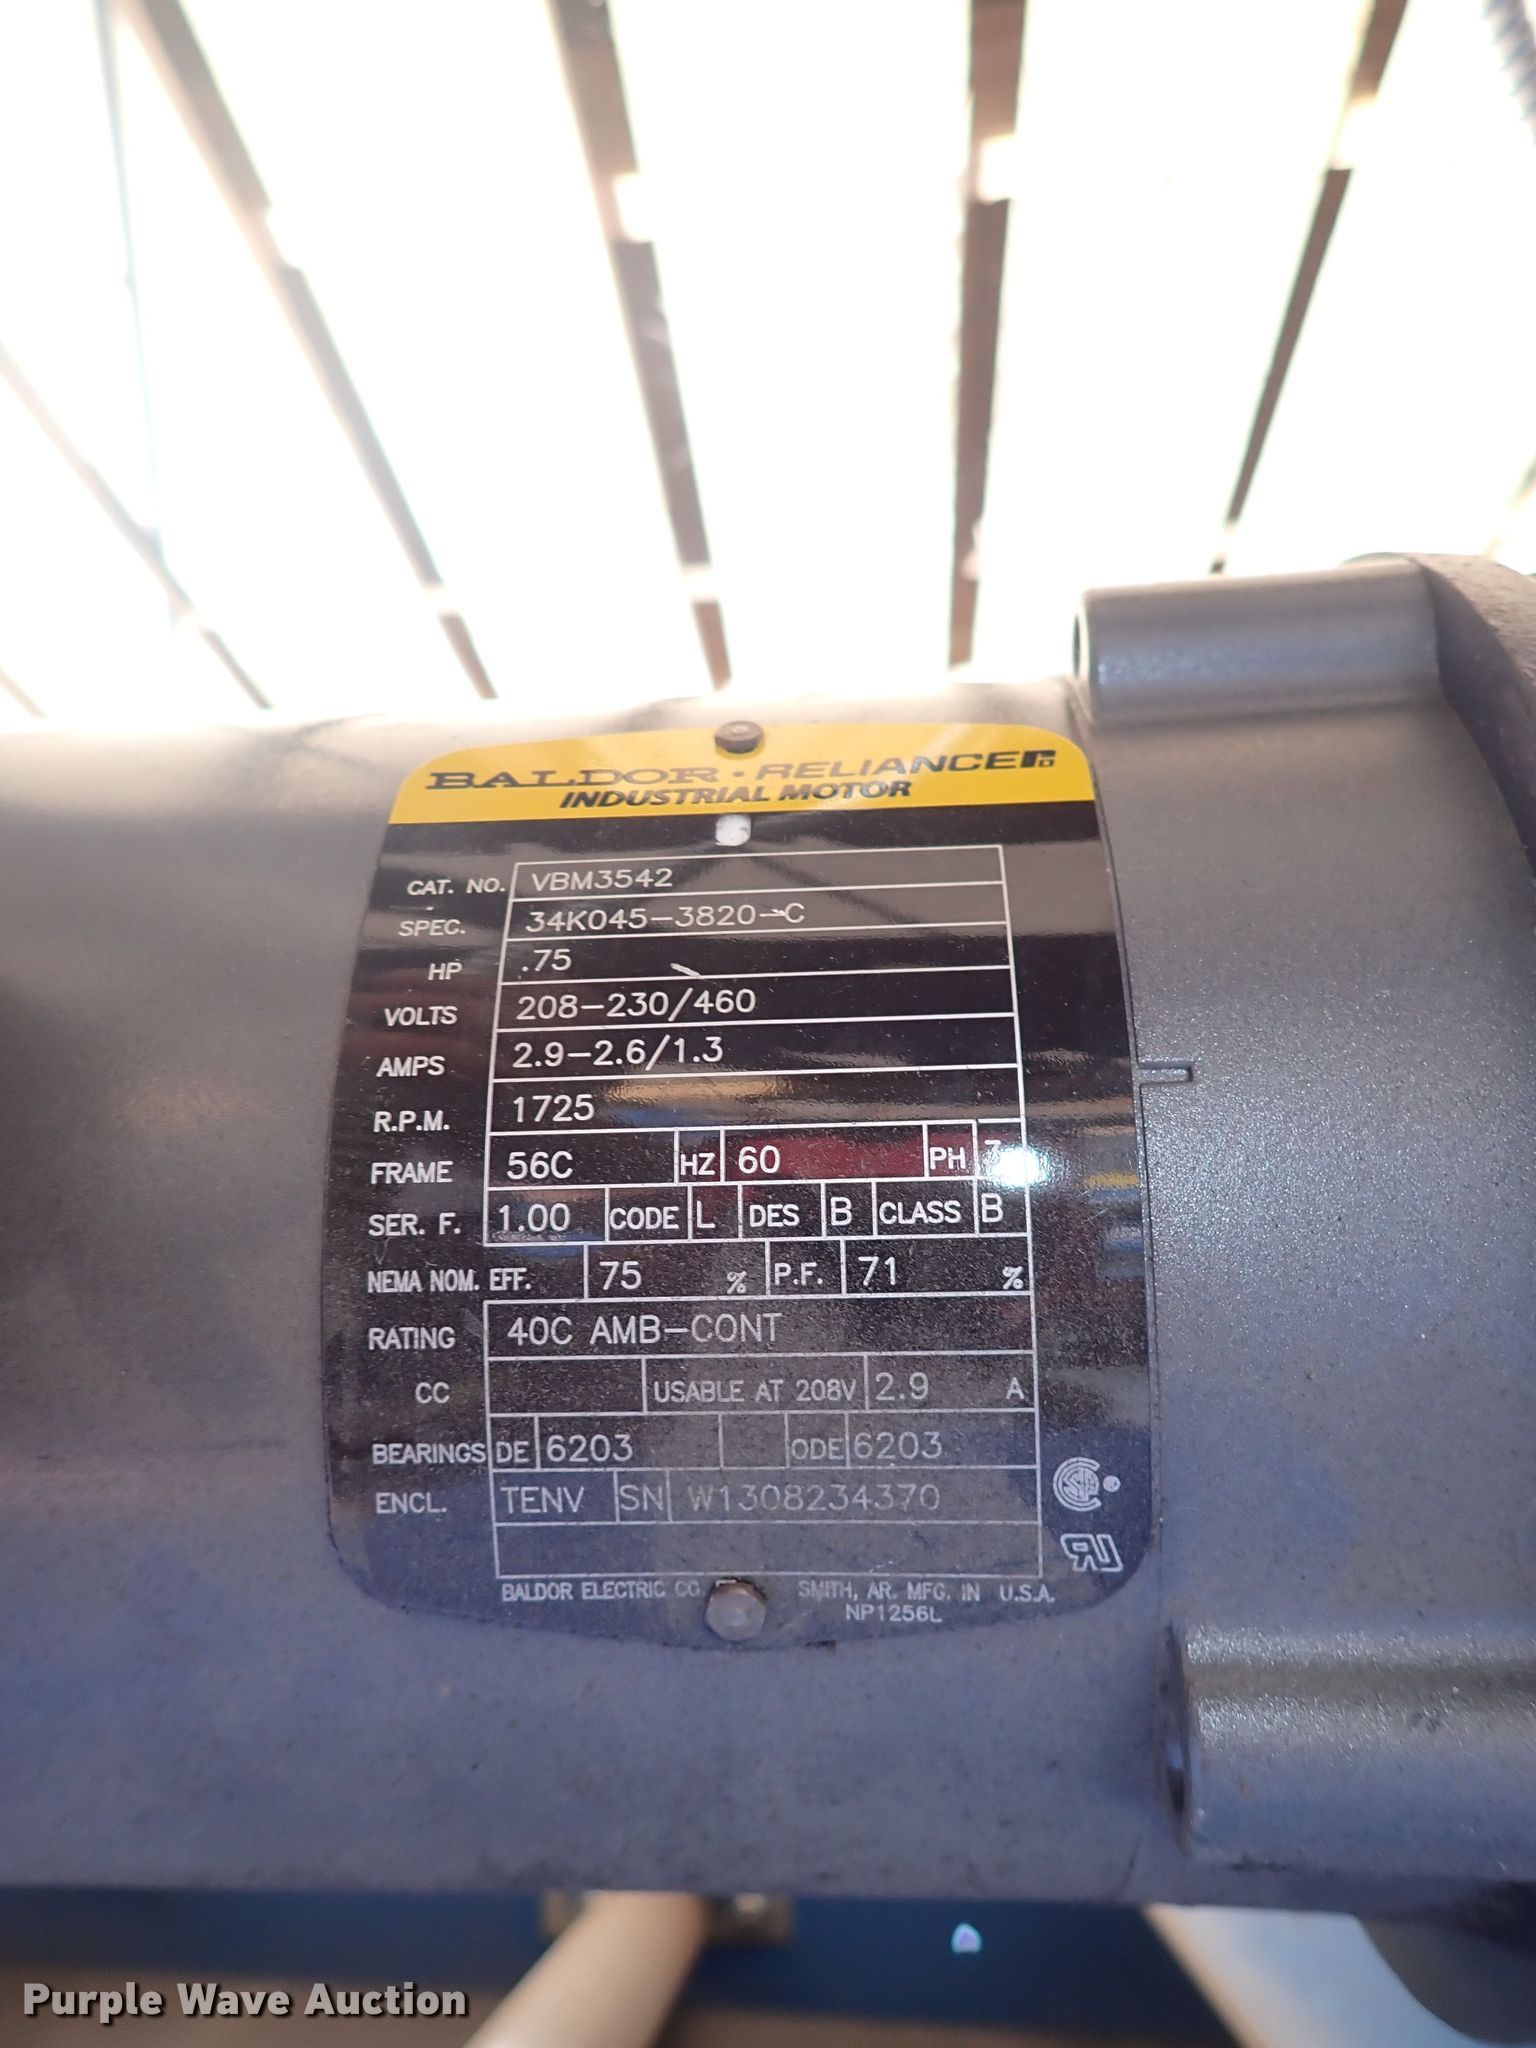 BALDOR • RELIANCE
INDUSTRIAL MOTOR
CAT. NO. VBM3542
SPEC. 34K045-3820-C
HP .75
VOLTS 208-230/460
AMPS 2.9-2.6/1.3
R.P.M. 1725
FRAME 56C HZ 60 PH 3
SER. F. 1.00 CODE L DES B CLASS B
NEMA NOM. EFF. 75 % P.F. 71 %
RATING 40C AMB-CONT
CC USABLE AT 208V 2.9 A
BEARINGS DE 6203 ODE 6203
ENCL. TENV SN W1308234370
BALDOR ELECTRIC CO SMITH, AR. MFG. IN U.S.A.
NP1256L
Purple Wave Auction